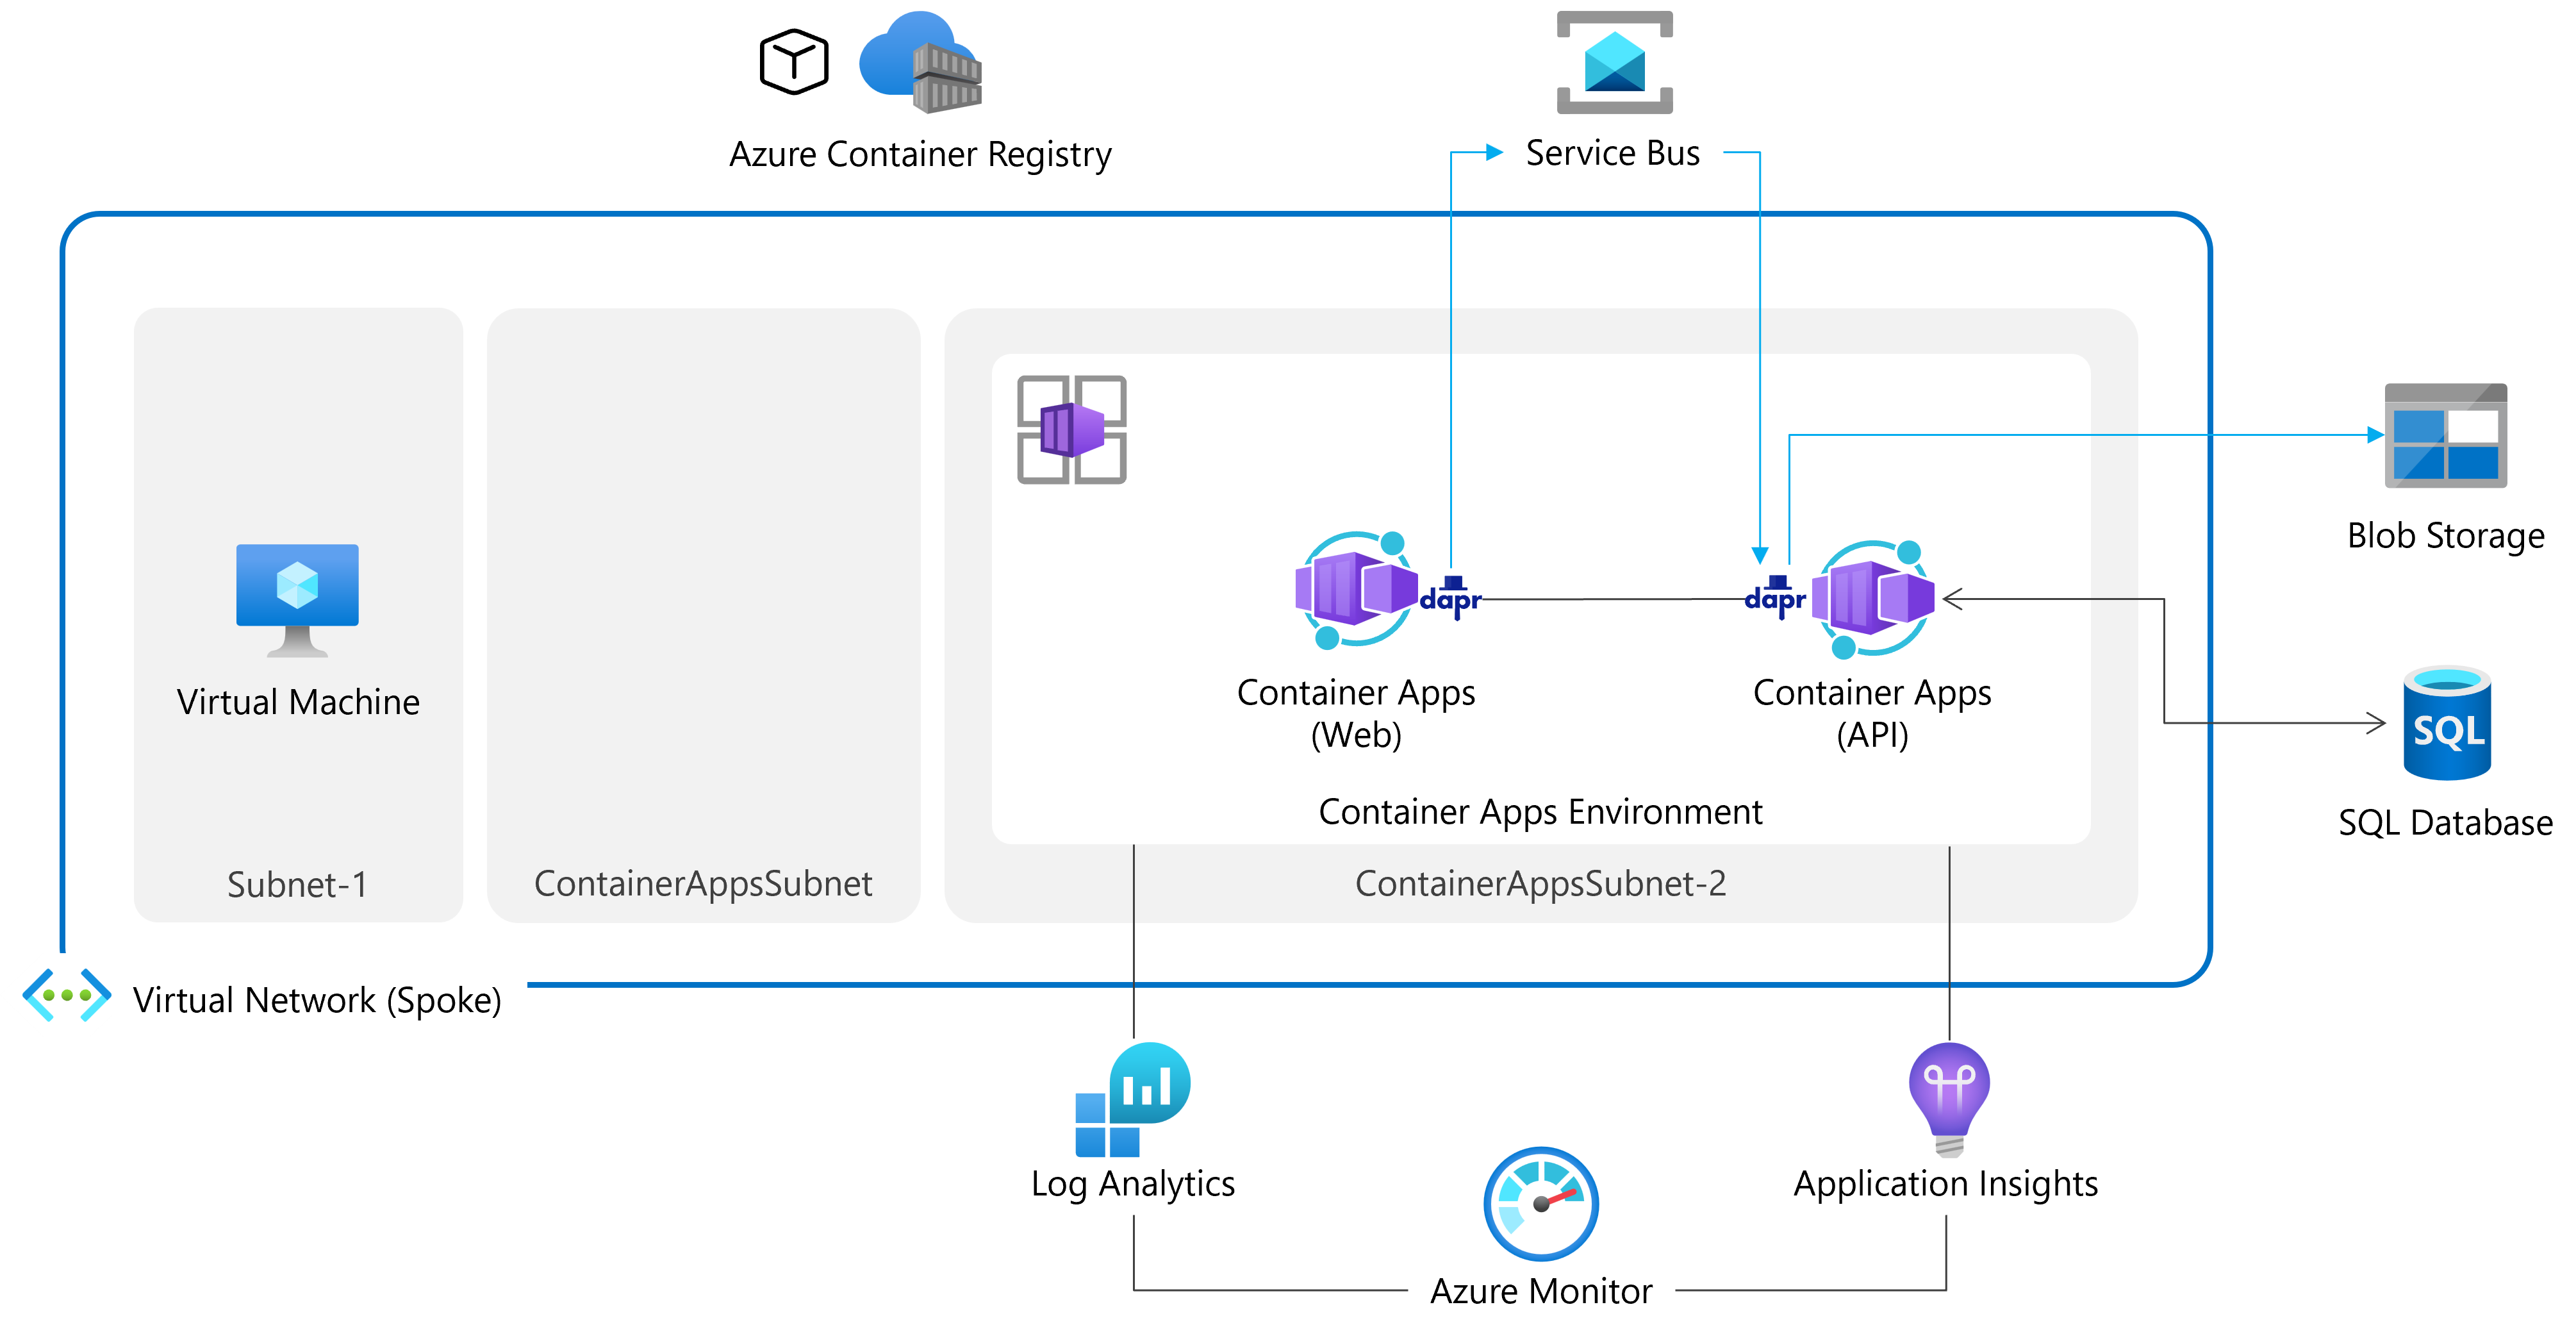 Azure Container Registry
Service Bus
Blob Storage
dapr
dapr
Virtual Machine
Container Apps
(Web)
Container Apps
(API)
SQL
Container Apps Environment
SQL Database
Subnet-1
ContainerAppsSubnet
ContainerAppsSubnet-2
Virtual Network (Spoke)
Log Analytics
Application Insights
Azure Monitor